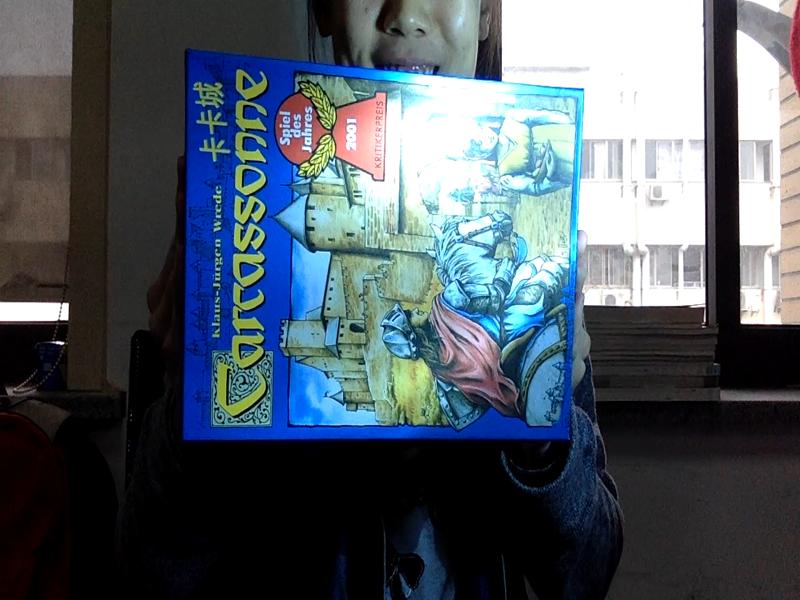 卡卡城
Klaus-Jürgen Wrede
Carcassonne
Spiel
des
Jahres
2001
KRITIKERPREIS